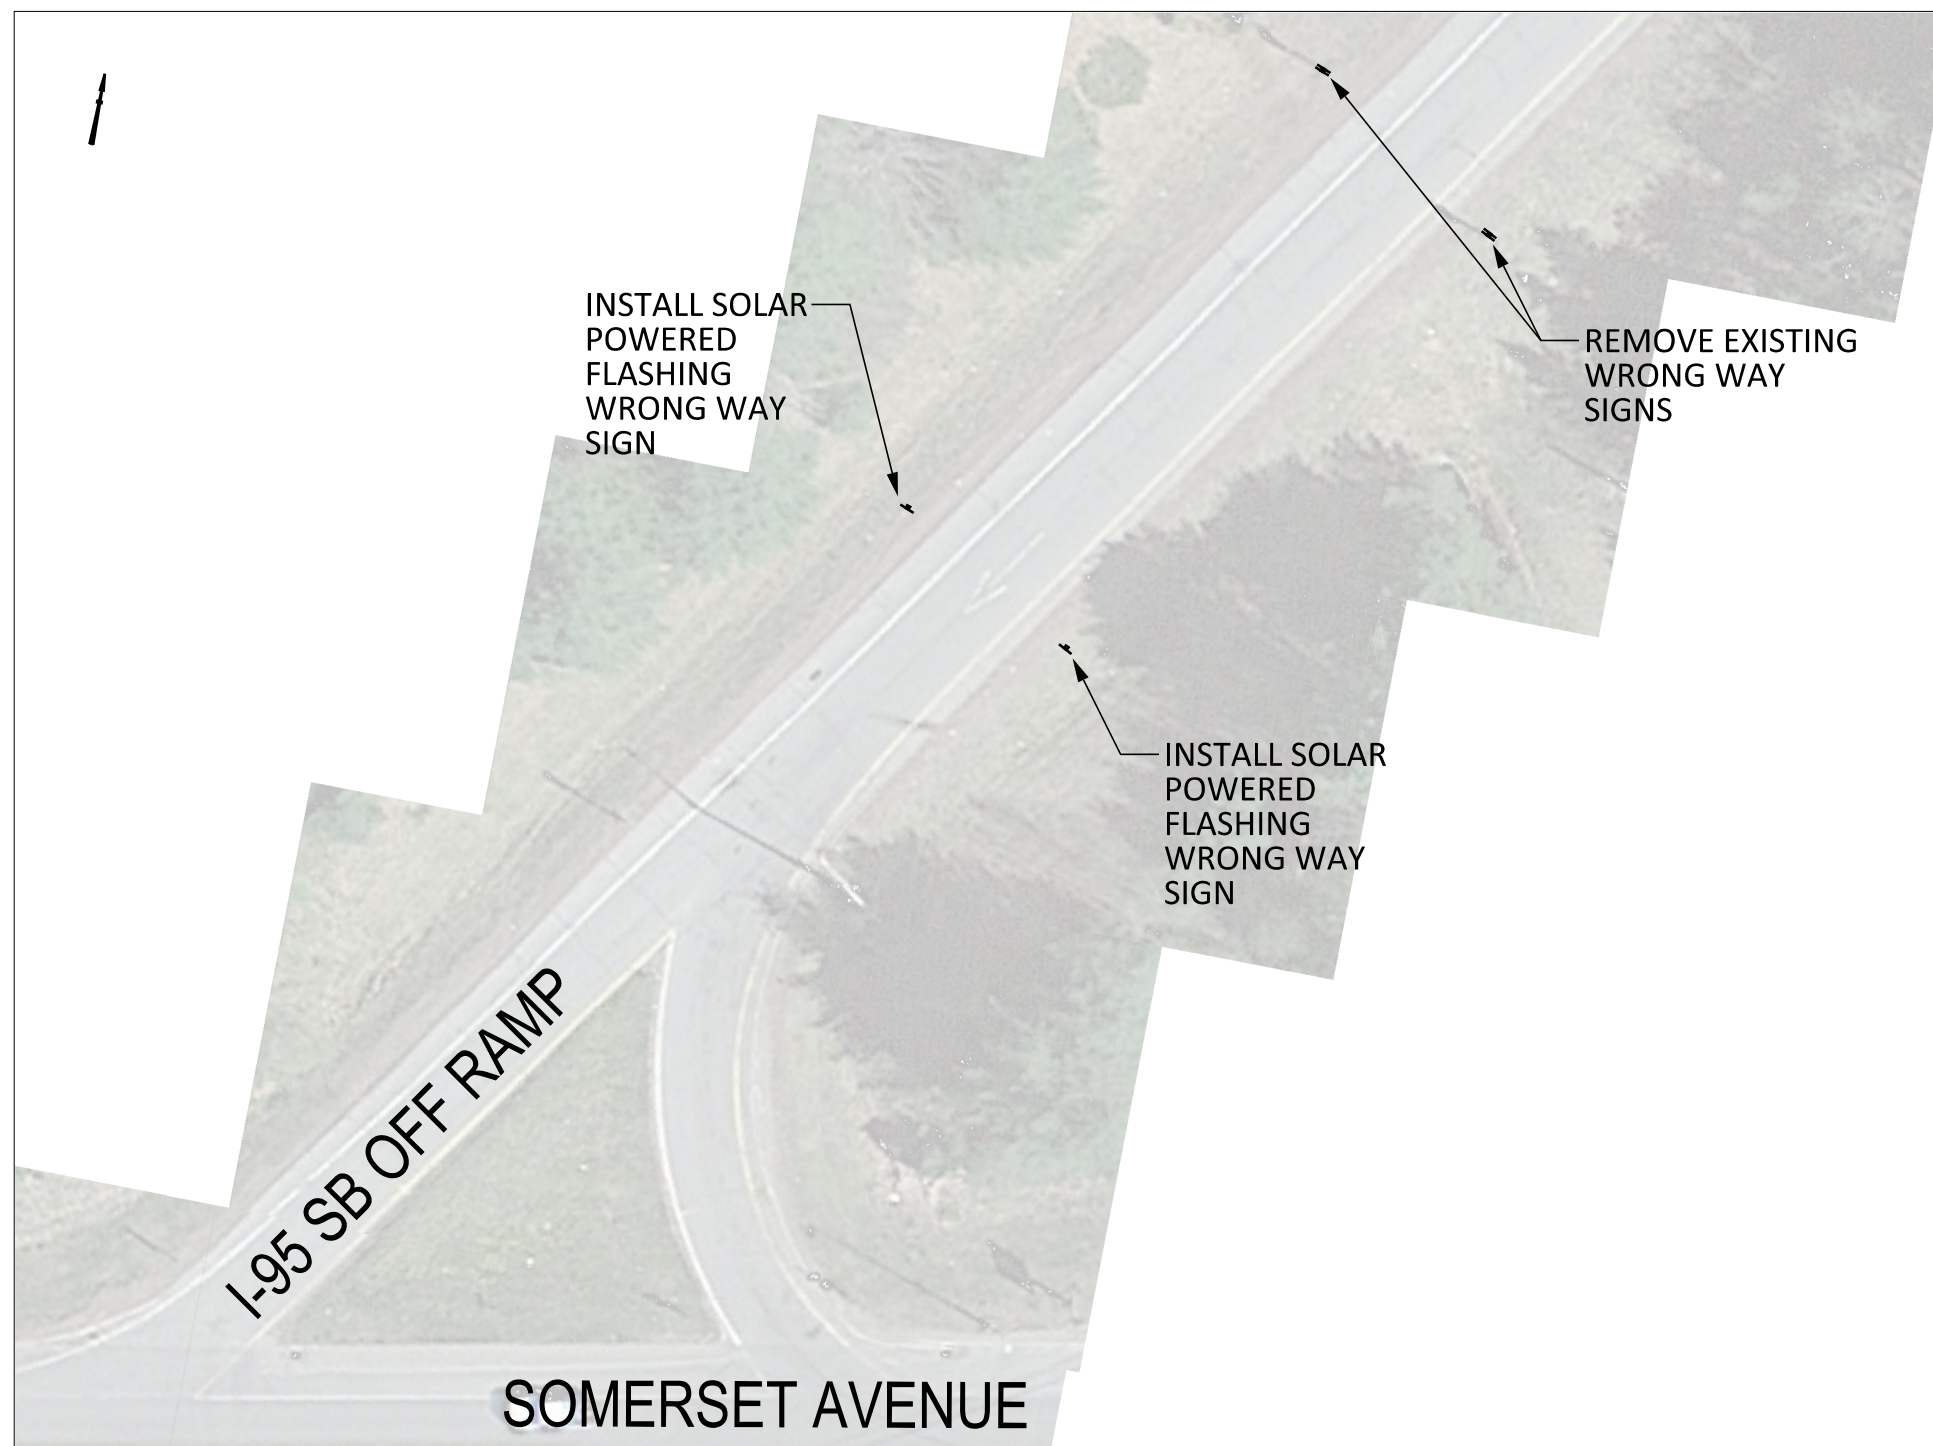 INSTALL SOLAR
POWERED
FLASHING
WRONG WAY
SIGN
REMOVE EXISTING
WRONG WAY
SIGNS
INSTALL SOLAR
POWERED
FLASHING
WRONG WAY
SIGN
I-95 SB OFF RAMP
SOMERSET AVENUE